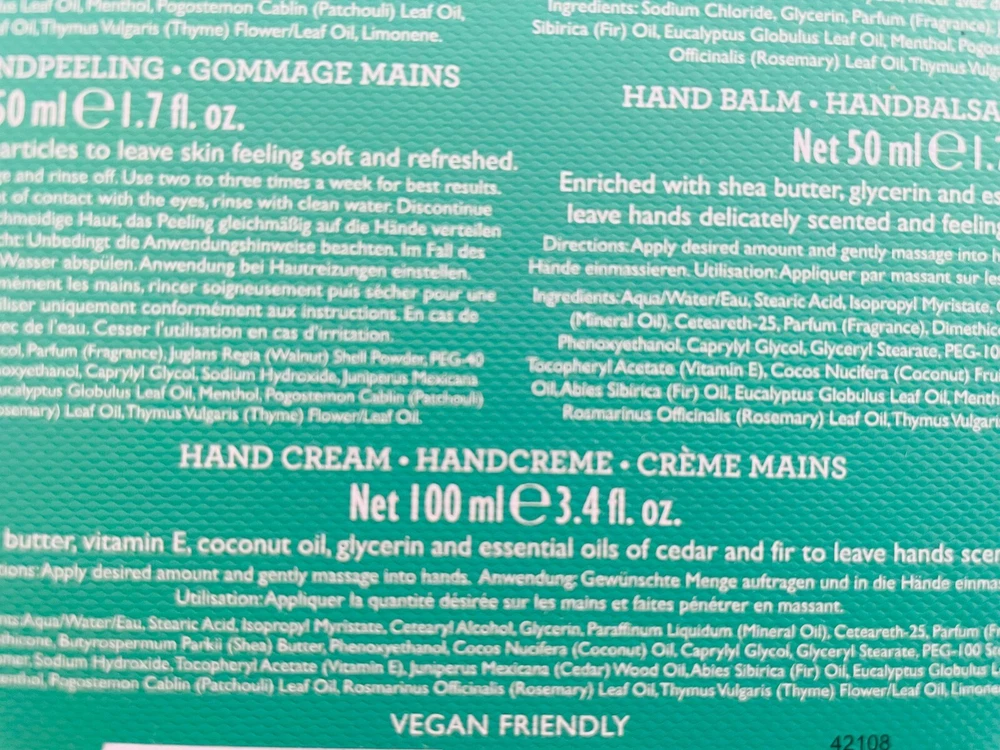 Leaf Oil, Menthol, Pogostemon Cablin (Patchouli) Leaf Oil,
Oil, Thymus Vulgaris (Thyme) Flower/Leaf Oil, Limonene.
NDPEELING • GOMMAGE MAINS
50 ml e 1.7 fl. oz.
articles to leave skin feeling soft and refreshed.
ge and rinse off. Use two to three times a week for best results.
t of contact with the eyes, rinse with clean water. Discontinue
chmeidige Haut, das Peeling gleichmäßig auf die Hände verteilen
cht: Unbedingt die Anwendungshinweise beachten. Im Fall des
Wasser abspülen. Anwendung bei Hautreizungen einstellen.
mément les mains, rincer soigneusement puis sécher pour une
iliser uniquement conformément aux instructions. En cas de
ec de l'eau. Cesser l'utilisation en cas d'irritation.
col, Parfum (Fragrance), Juglans Regia (Walnut) Shell Powder, PEG-40
oxyethanol, Caprylyl Glycol, Sodium Hydroxide, Juniperus Mexicana
ucalyptus Globulus Leaf Oil, Menthol, Pogostemon Cablin (Patchouli)
osemary) Leaf Oil, Thymus Vulgaris (Thyme) Flower/Leaf Oil.
Ingredients: Sodium Chloride, Glycerin, Parfum (Fragrance),
Sibirica (Fir) Oil, Eucalyptus Globulus Leaf Oil, Menthol, Pogos
Officinalis (Rosemary) Leaf Oil, Thymus Vulg
HAND BALM • HANDBALSA
Net 50 ml e 1.
Enriched with shea butter, glycerin and es
leave hands delicately scented and feeling
Directions: Apply desired amount and gently massage into h
Hände einmassieren. Utilisation: Appliquer par massant sur les
Ingredients: Aqua/Water/Eau, Stearic Acid, Isopropyl Myristate,
(Mineral Oil), Ceteareth-25, Parfum (Fragrance), Dimethic
Phenoxyethanol, Caprylyl Glycol, Glyceryl Stearate, PEG-10
Tocopheryl Acetate (Vitamin E), Cocos Nucifera (Coconut) Frui
Oil, Abies Sibirica (Fir) Oil, Eucalyptus Globulus Leaf Oil, Menth
Rosmarinus Officinalis (Rosemary) Leaf Oil, Thymus Vulgari
HAND CREAM • HANDCREME • CRÈME MAINS
Net 100 ml e 3.4 fl. oz.
butter, vitamin E, coconut oil, glycerin and essential oils of cedar and fir to leave hands scen
tions: Apply desired amount and gently massage into hands. Anwendung: Gewünschte Menge auftragen und in die Hände einma
Utilisation: Appliquer la quantité désirée sur les mains et faites pénétrer en massant.
ts: Aqua/Water/Eau, Stearic Acid, Isopropyl Myristate, Cetearyl Alcohol, Glycerin, Paraffinum Liquidum (Mineral Oil), Ceteareth-25, Parfum (F
thicone, Butyrospermum Parkii (Shea) Butter, Phenoxyethanol, Cocos Nucifera (Coconut) Oil, Caprylyl Glycol, Glyceryl Stearate, PEG-100 Ste
mer, Sodium Hydroxide, Tocopheryl Acetate (Vitamin E), Juniperus Mexicana (Cedar) Wood Oil, Abies Sibirica (Fir) Oil, Eucalyptus Globulus L
enthol, Pogostemon Cablin (Patchouli) Leaf Oil, Rosmarinus Officinalis (Rosemary) Leaf Oil, Thymus Vulgaris (Thyme) Flower/Leaf Oil, Limone
VEGAN FRIENDLY
42108